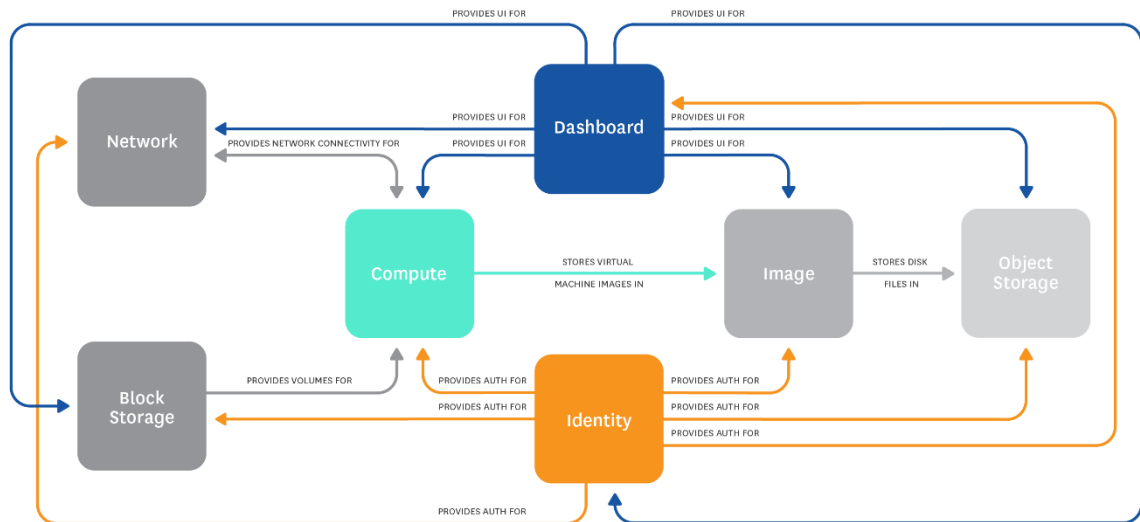 PROVIDES UI FOR
PROVIDES UI FOR
Network
PROVIDES UI FOR
Dashboard
PROVIDES UI FOR
PROVIDES NETWORK CONNECTIVITY FOR
PROVIDES UI FOR
PROVIDES UI FOR
Compute
STORES VIRTUAL
MACHINE IMAGES IN
Image
STORES DISK
FILES IN
Object
Storage
Block
Storage
PROVIDES VOLUMES FOR
PROVIDES AUTH FOR
PROVIDES AUTH FOR
Identity
PROVIDES AUTH FOR
PROVIDES AUTH FOR
PROVIDES AUTH FOR
PROVIDES AUTH FOR